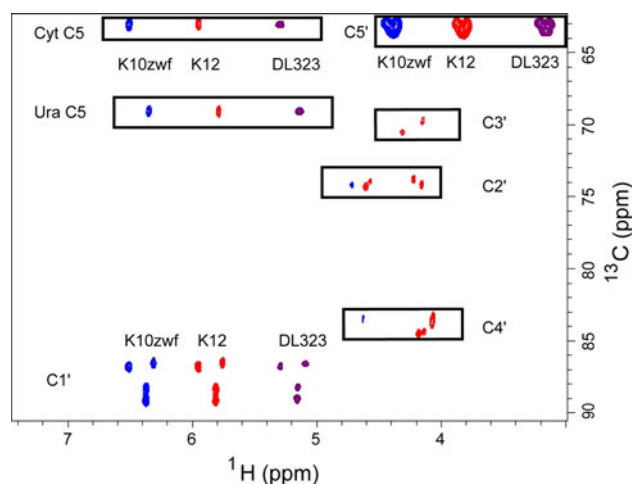 Cyt C5
C5'
K10zwf K12 DL323
K10zwf K12 DL323
65
Ura C5
C3'
70
C2'
75
80
C4'
85
K10zwf K12 DL323
C1'
90
7 6 5 4
¹H (ppm)
¹³C (ppm)